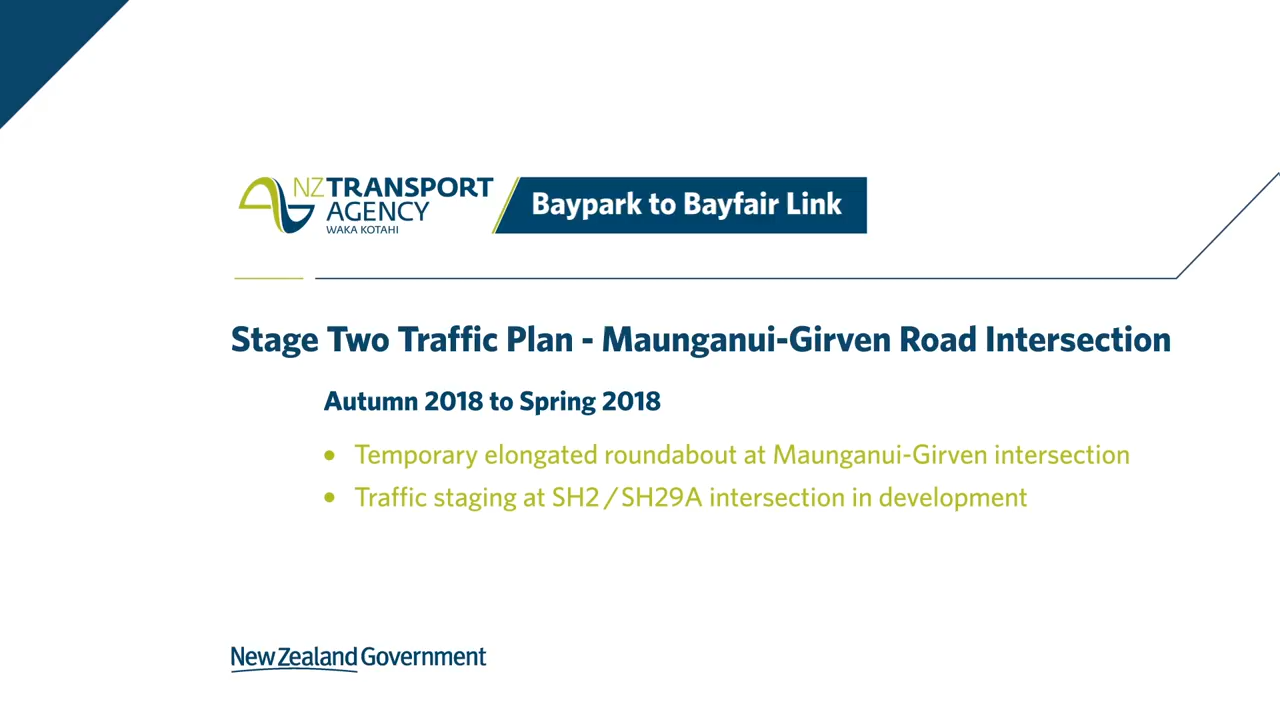 NZ TRANSPORT
AGENCY
WAKA KOTAHI
Baypark to Bayfair Link
Stage Two Traffic Plan - Maunganui-Girven Road Intersection
Autumn 2018 to Spring 2018
• Temporary elongated roundabout at Maunganui-Girven intersection
• Traffic staging at SH2 / SH29A intersection in development
New Zealand Government